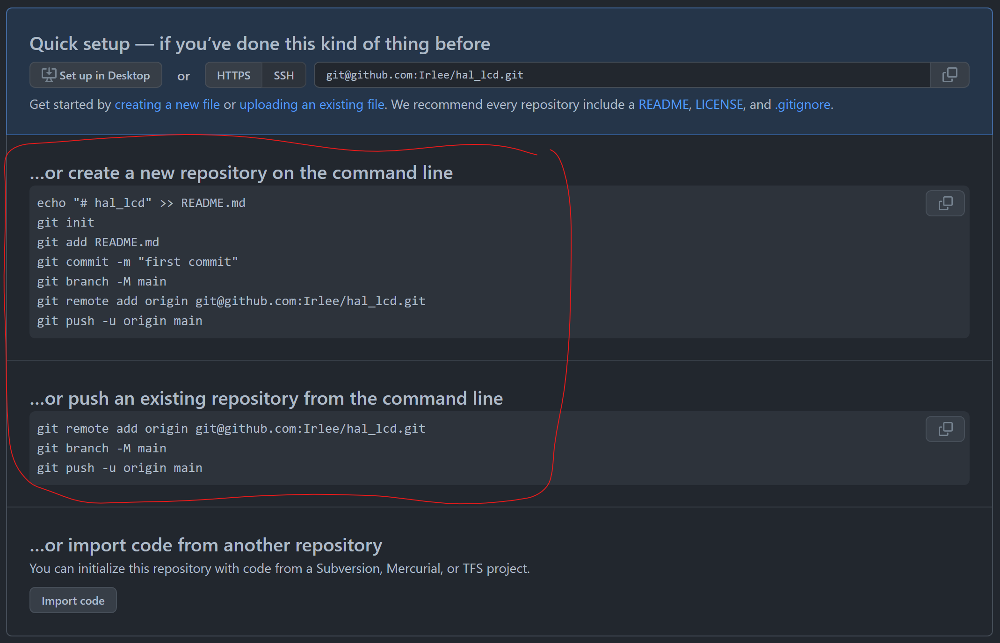 Quick setup — if you’ve done this kind of thing before
Set up in Desktop or HTTPS SSH git@github.com:Irlee/hal_lcd.git
Get started by creating a new file or uploading an existing file. We recommend every repository include a README, LICENSE, and .gitignore.
…or create a new repository on the command line
echo "# hal_lcd" >> README.md
git init
git add README.md
git commit -m "first commit"
git branch -M main
git remote add origin git@github.com:Irlee/hal_lcd.git
git push -u origin main
…or push an existing repository from the command line
git remote add origin git@github.com:Irlee/hal_lcd.git
git branch -M main
git push -u origin main
…or import code from another repository
You can initialize this repository with code from a Subversion, Mercurial, or TFS project.
Import code